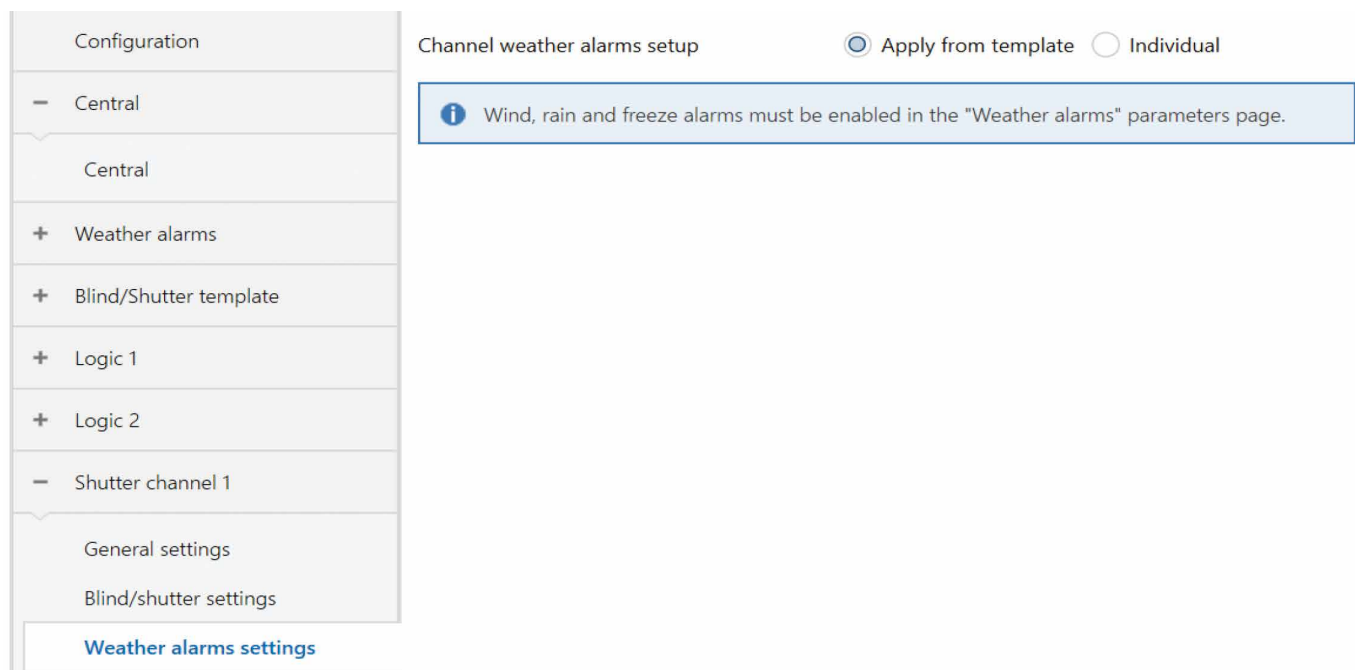 Configuration
Central
Central
Weather alarms
Blind/Shutter template
Logic 1
Logic 2
Shutter channel 1
General settings
Blind/shutter settings
Weather alarms settings
Channel weather alarms setup
Apply from template Individual
Wind, rain and freeze alarms must be enabled in the "Weather alarms" parameters page.